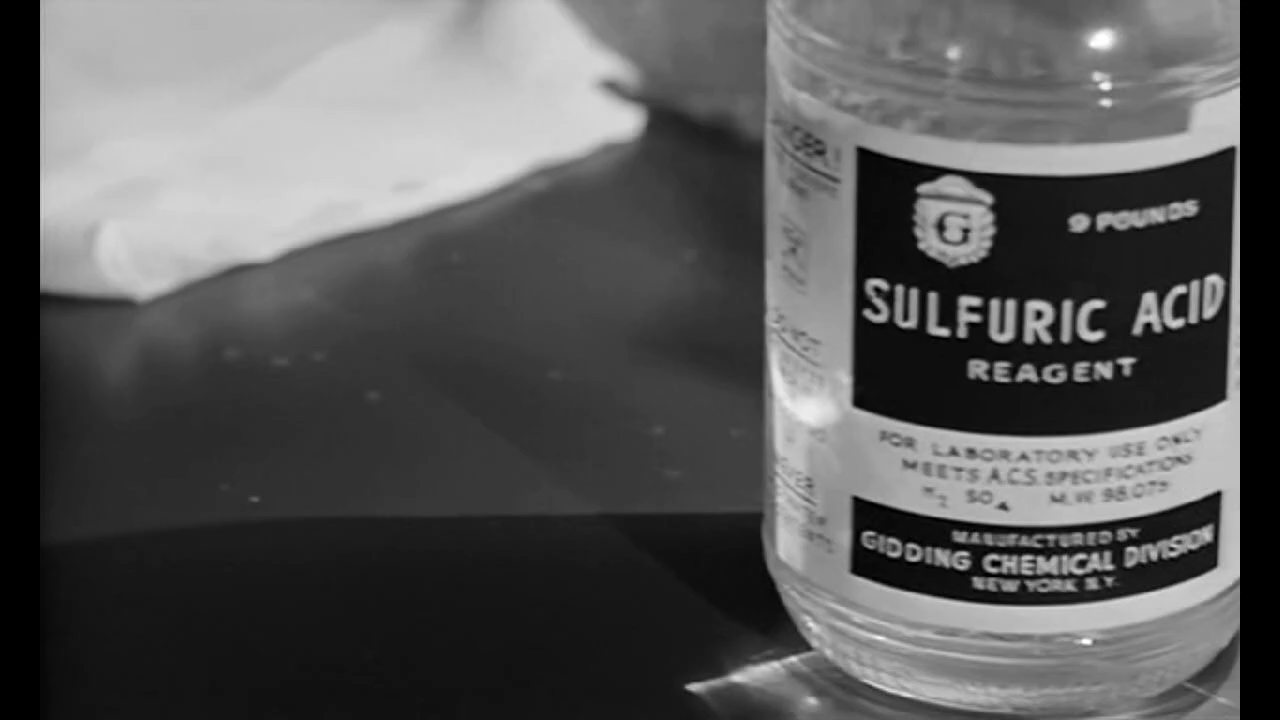 G
9 POUNDS
SULFURIC ACID
REAGENT
FOR LABORATORY USE ONLY
MEETS A.C.S. SPECIFICATIONS
H2 SO4 M.W. 98.078
MANUFACTURED BY
GIDDING CHEMICAL DIVISION
NEW YORK N.Y.